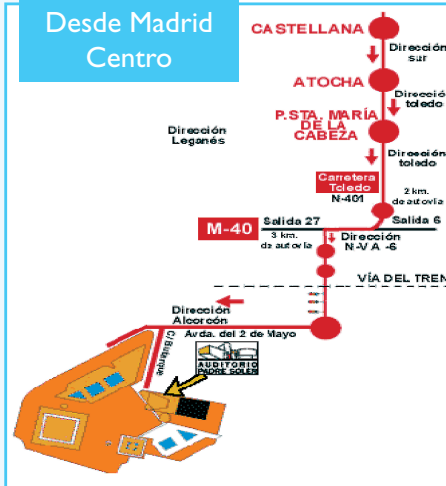 Desde Madrid
Centro
CASTELLANA
Dirección
sur
ATOCHA
Dirección
toledo
P.STA. MARÍA
DE LA
CABEZA
Dirección
Leganés
Dirección
toledo
Carretera
Toledo
N-401
2 km.
de autovía
M-40
Salida 27
Salida 6
3 km.
de autovía
Dirección
N-V A -6
VÍA DEL TREN
Dirección
Alcorcón
Avda. del 2 de Mayo
C/ Butarque
AUDITORIO
PADRE SOLER